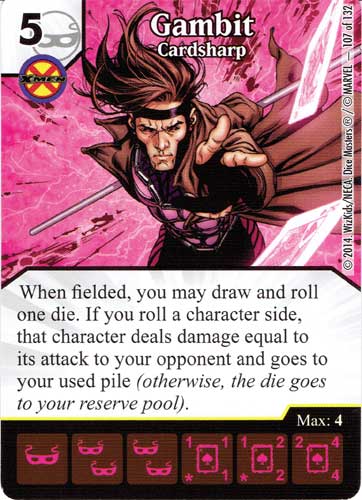 5
Gambit
Cardsharp
X-MEN
© 2014 WizKids/NECA. Dice Masters ® / © MARVEL — 107 of 132
When fielded, you may draw and roll
one die. If you roll a character side,
that character deals damage equal to
its attack to your opponent and goes to
your used pile (otherwise, the die goes
to your reserve pool).
Max: 4
1 1
* 1
1 2
* 2
2 4
4